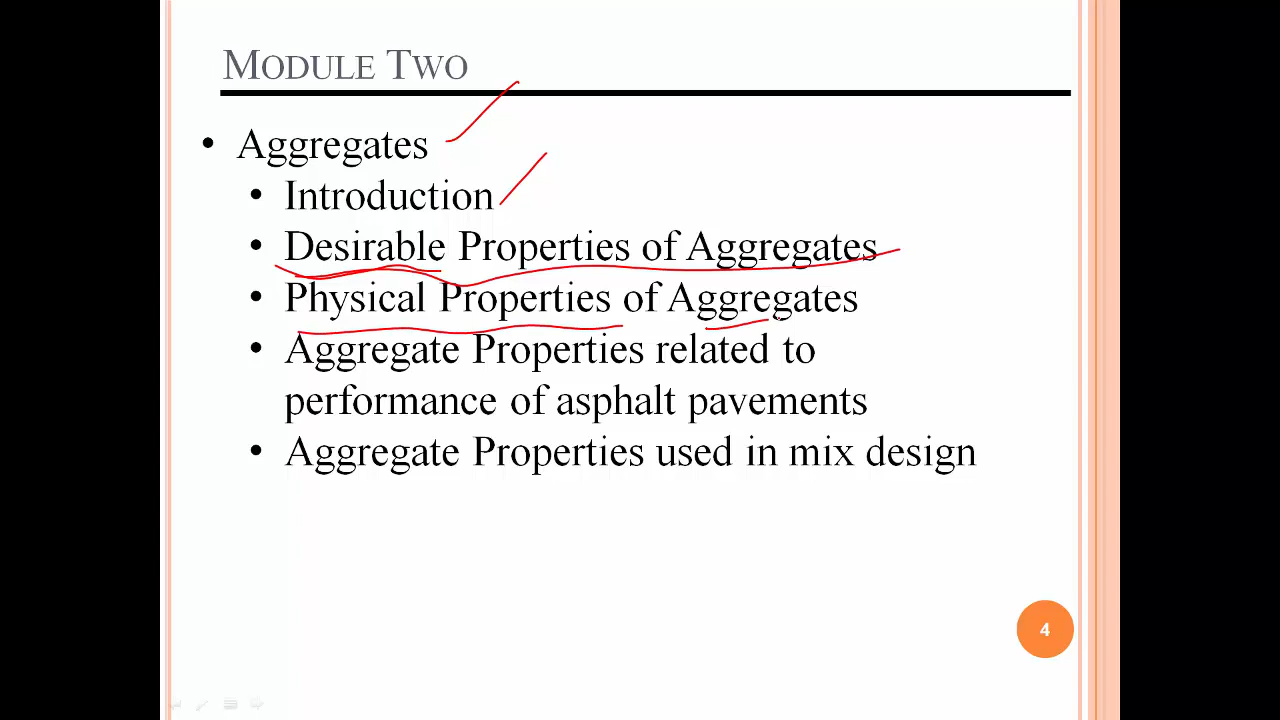 MODULE TWO
• Aggregates
• Introduction
• Desirable Properties of Aggregates
• Physical Properties of Aggregates
• Aggregate Properties related to
performance of asphalt pavements
• Aggregate Properties used in mix design
4